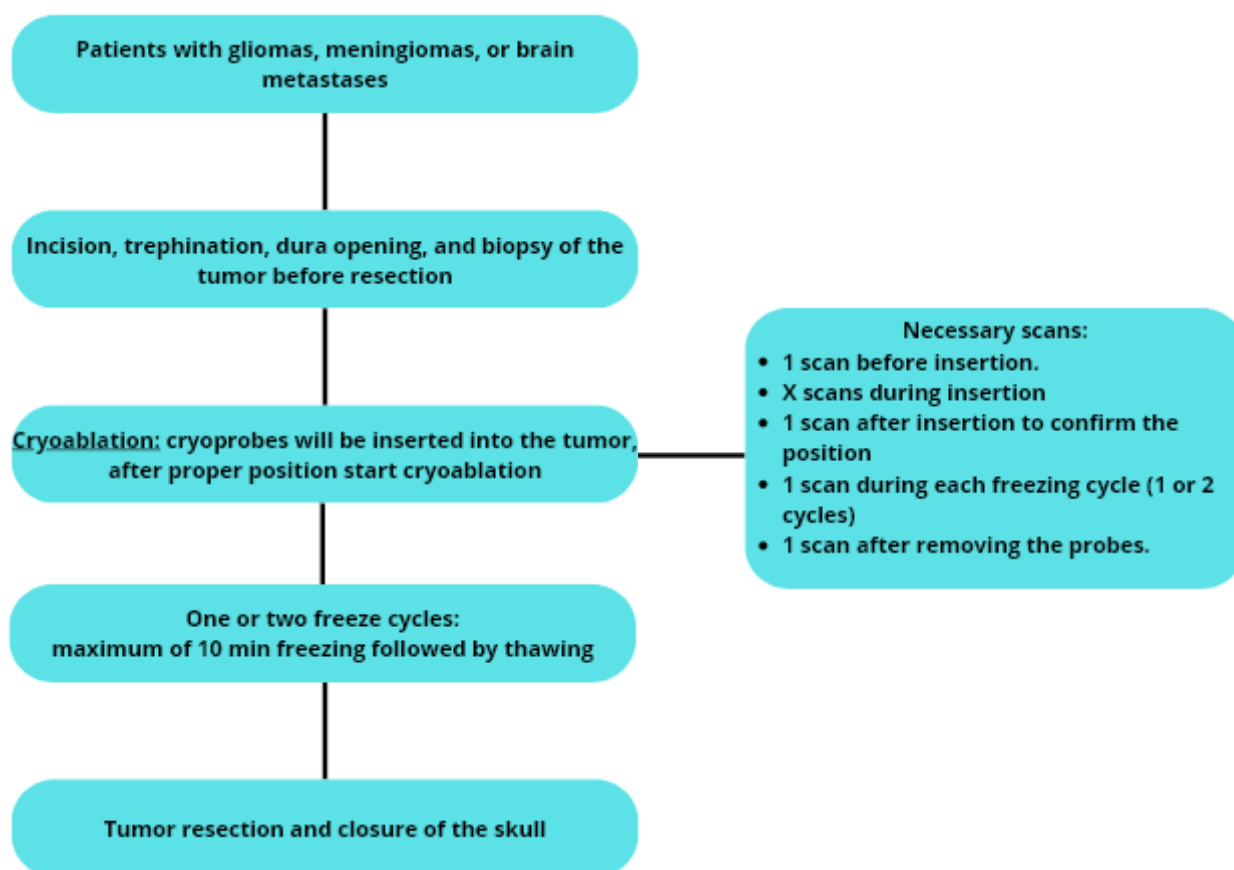 Patients with gliomas, meningiomas, or brain
metastases
Incision, trephination, dura opening, and biopsy of the
tumor before resection
Cryoablation: cryoprobes will be inserted into the tumor,
after proper position start cryoablation
Necessary scans:
• 1 scan before insertion.
• X scans during insertion
• 1 scan after insertion to confirm the
position
• 1 scan during each freezing cycle (1 or 2
cycles)
• 1 scan after removing the probes.
One or two freeze cycles:
maximum of 10 min freezing followed by thawing
Tumor resection and closure of the skull